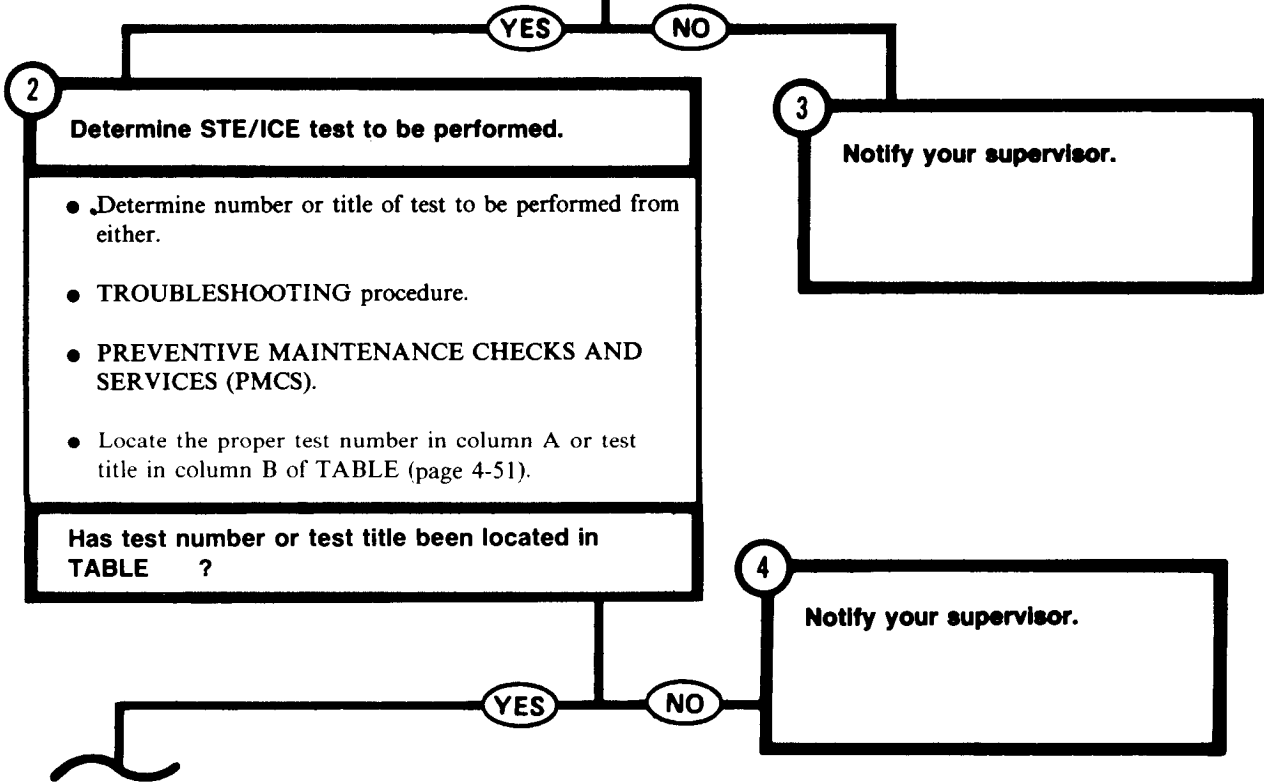 YES NO
2
Determine STE/ICE test to be performed.
3
Notify your supervisor.
● Determine number or title of test to be performed from
either.
● TROUBLESHOOTING procedure.
● PREVENTIVE MAINTENANCE CHECKS AND
SERVICES (PMCS).
● Locate the proper test number in column A or test
title in column B of TABLE (page 4-51).
Has test number or test title been located in
TABLE ?
4
Notify your supervisor.
YES NO